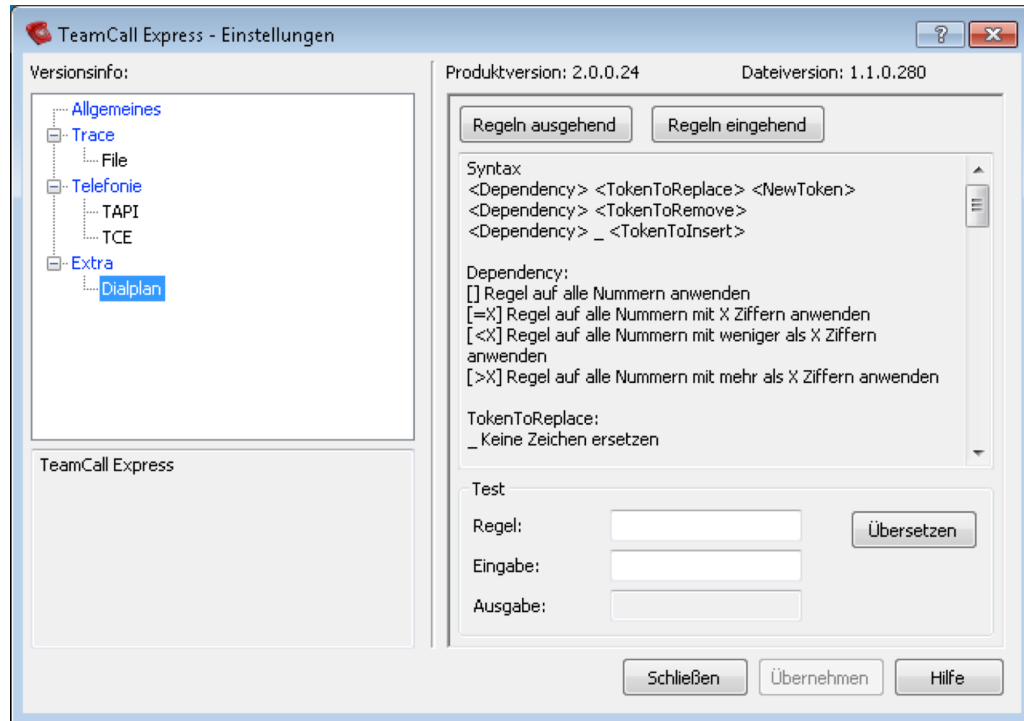 TeamCall Express - Einstellungen
Versionsinfo:
Produktversion: 2.0.0.24 Dateiversion: 1.1.0.280
Allgemeines
Trace
File
Telefonie
TAPI
TCE
Extra
Dialplan
TeamCall Express
Regeln ausgehend Regeln eingehend
Syntax
<Dependency> <TokenToReplace> <NewToken>
<Dependency> <TokenToRemove>
<Dependency> _ <TokenToInsert>
Dependency:
[] Regel auf alle Nummern anwenden
[=X] Regel auf alle Nummern mit X Ziffern anwenden
[<X] Regel auf alle Nummern mit weniger als X Ziffern
anwenden
[>X] Regel auf alle Nummern mit mehr als X Ziffern anwenden
TokenToReplace:
_ Keine Zeichen ersetzen
Test
Regel:
Übersetzen
Eingabe:
Ausgabe:
Schließen Übernehmen Hilfe